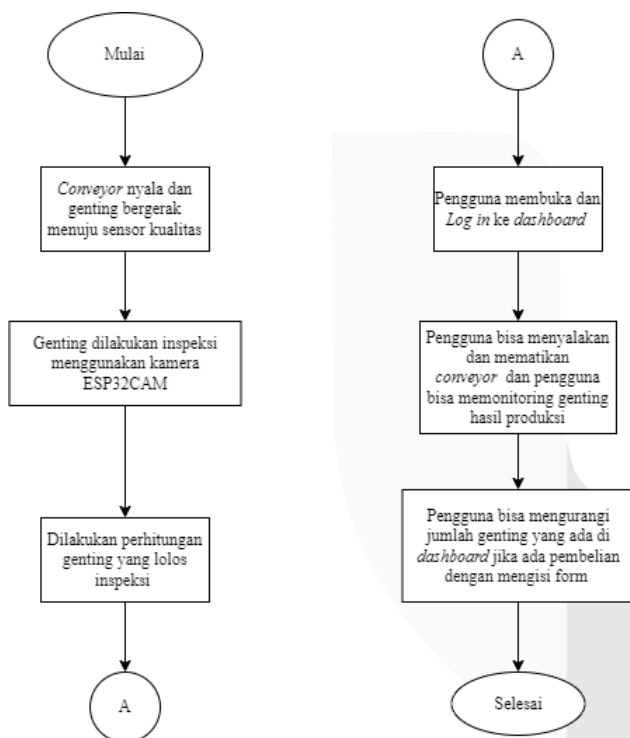 Mulai
Conveyor nyala dan
genting bergerak
menuju sensor kualitas
Genting dilakukan inspeksi
menggunakan kamera
ESP32CAM
Dilakukan perhitungan
genting yang lolos
inspeksi
A
A
Pengguna membuka dan
Log in ke dashboard
Pengguna bisa menyalakan
dan mematikan
conveyor dan pengguna
bisa memonitoring genting
hasil produksi
Pengguna bisa mengurangi
jumlah genting yang ada di
dashboard jika ada pembelian
dengan mengisi form
Selesai